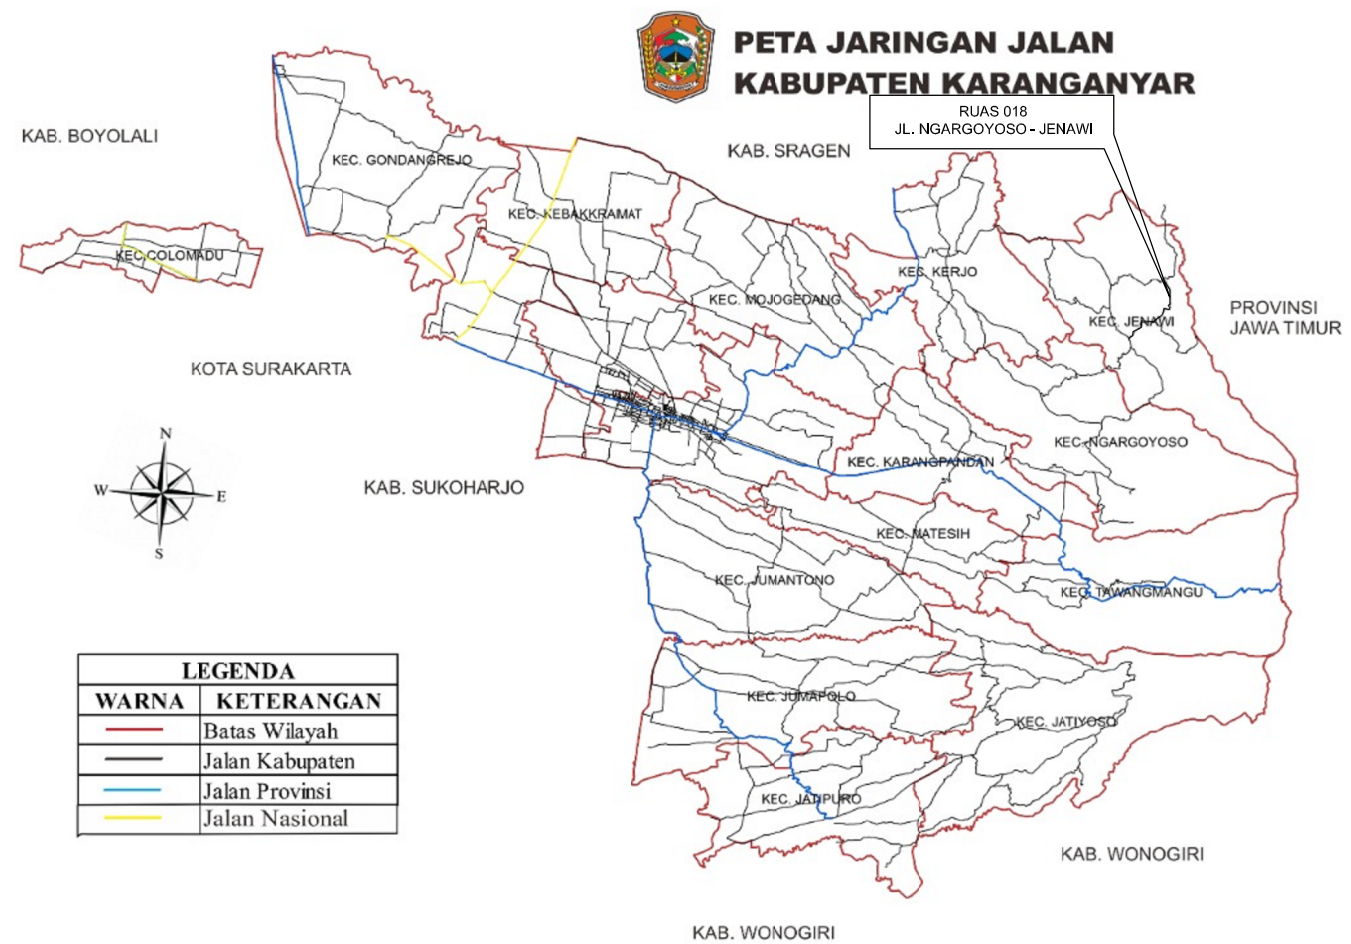 PETA JARINGAN JALAN
KABUPATEN KARANGANYAR
RUAS 018
JL. NGARGOYOSO - JENAWI
KAB. BOYOLALI
KAB. SRAGEN
KEC. GONDANGREJO
KEC. KEBAKKRAMAT
KEC.COLOMADU
KEC. KERJO
KEC. MOJOGEDANG
KEC. JENAWI
PROVINSI
JAWA TIMUR
KOTA SURAKARTA
KEC. NGARGOYOSO
KEC. KARANGPANDAN
KAB. SUKOHARJO
N
W
E
S
KEC. MATESIH
KEC. JUMANTONO
KEC. TAWANGMANGU
LEGENDA
WARNA KETERANGAN
Batas Wilayah
Jalan Kabupaten
Jalan Provinsi
Jalan Nasional
KEC. JUMAPOLO
KEC. JATIYOSO
KEC. JATIPURO
KAB. WONOGIRI
KAB. WONOGIRI